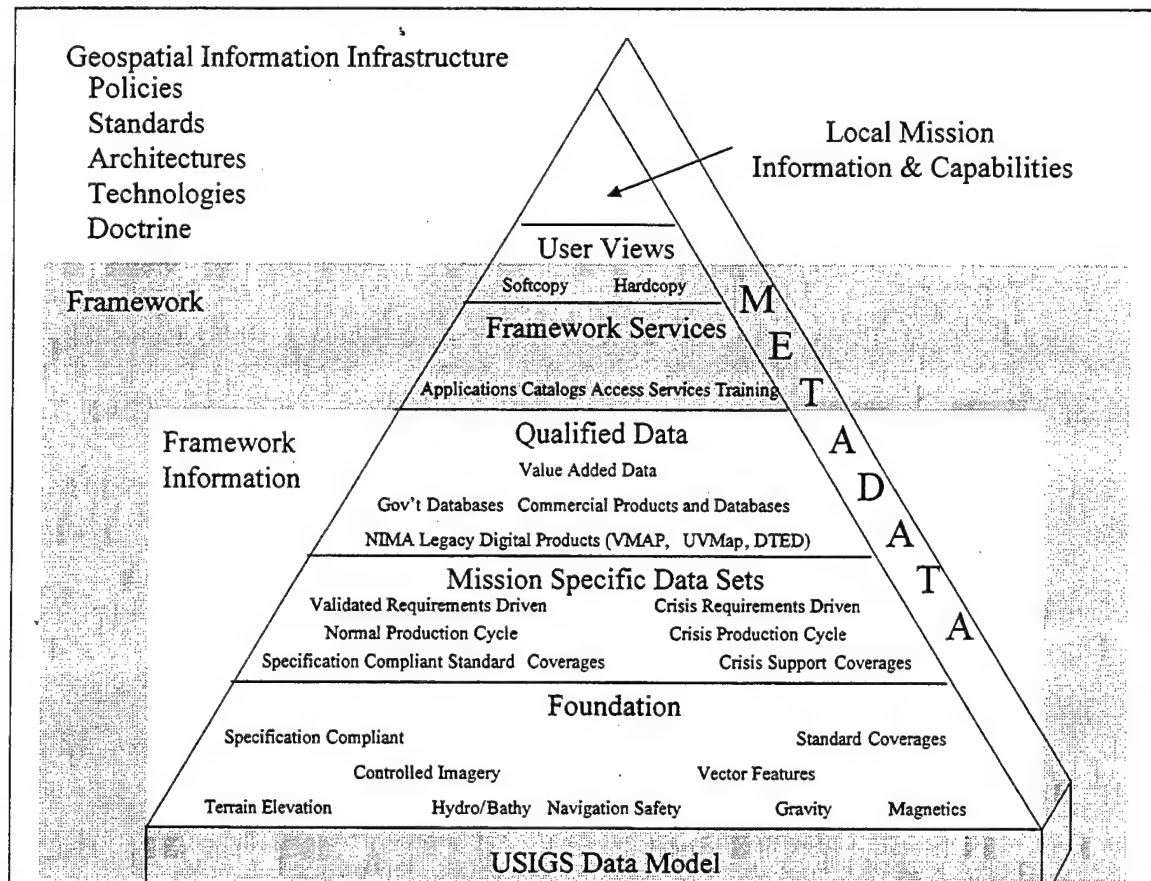 Geospatial Information Infrastructure
Policies
Standards
Architectures
Technologies
Doctrine
Local Mission
Information & Capabilities
User Views
Softcopy Hardcopy
Framework
Framework Services
Applications Catalogs Access Services Training
Framework
Information
Qualified Data
Value Added Data
Gov't Databases Commercial Products and Databases
NIMA Legacy Digital Products (VMAP, UVMap, DTED)
Mission Specific Data Sets
Validated Requirements Driven Crisis Requirements Driven
Normal Production Cycle Crisis Production Cycle
Specification Compliant Standard Coverages Crisis Support Coverages
Foundation
Specification Compliant Standard Coverages
Controlled Imagery Vector Features
Terrain Elevation Hydro/Bathy Navigation Safety Gravity Magnetics
USIGS Data Model
METADATA